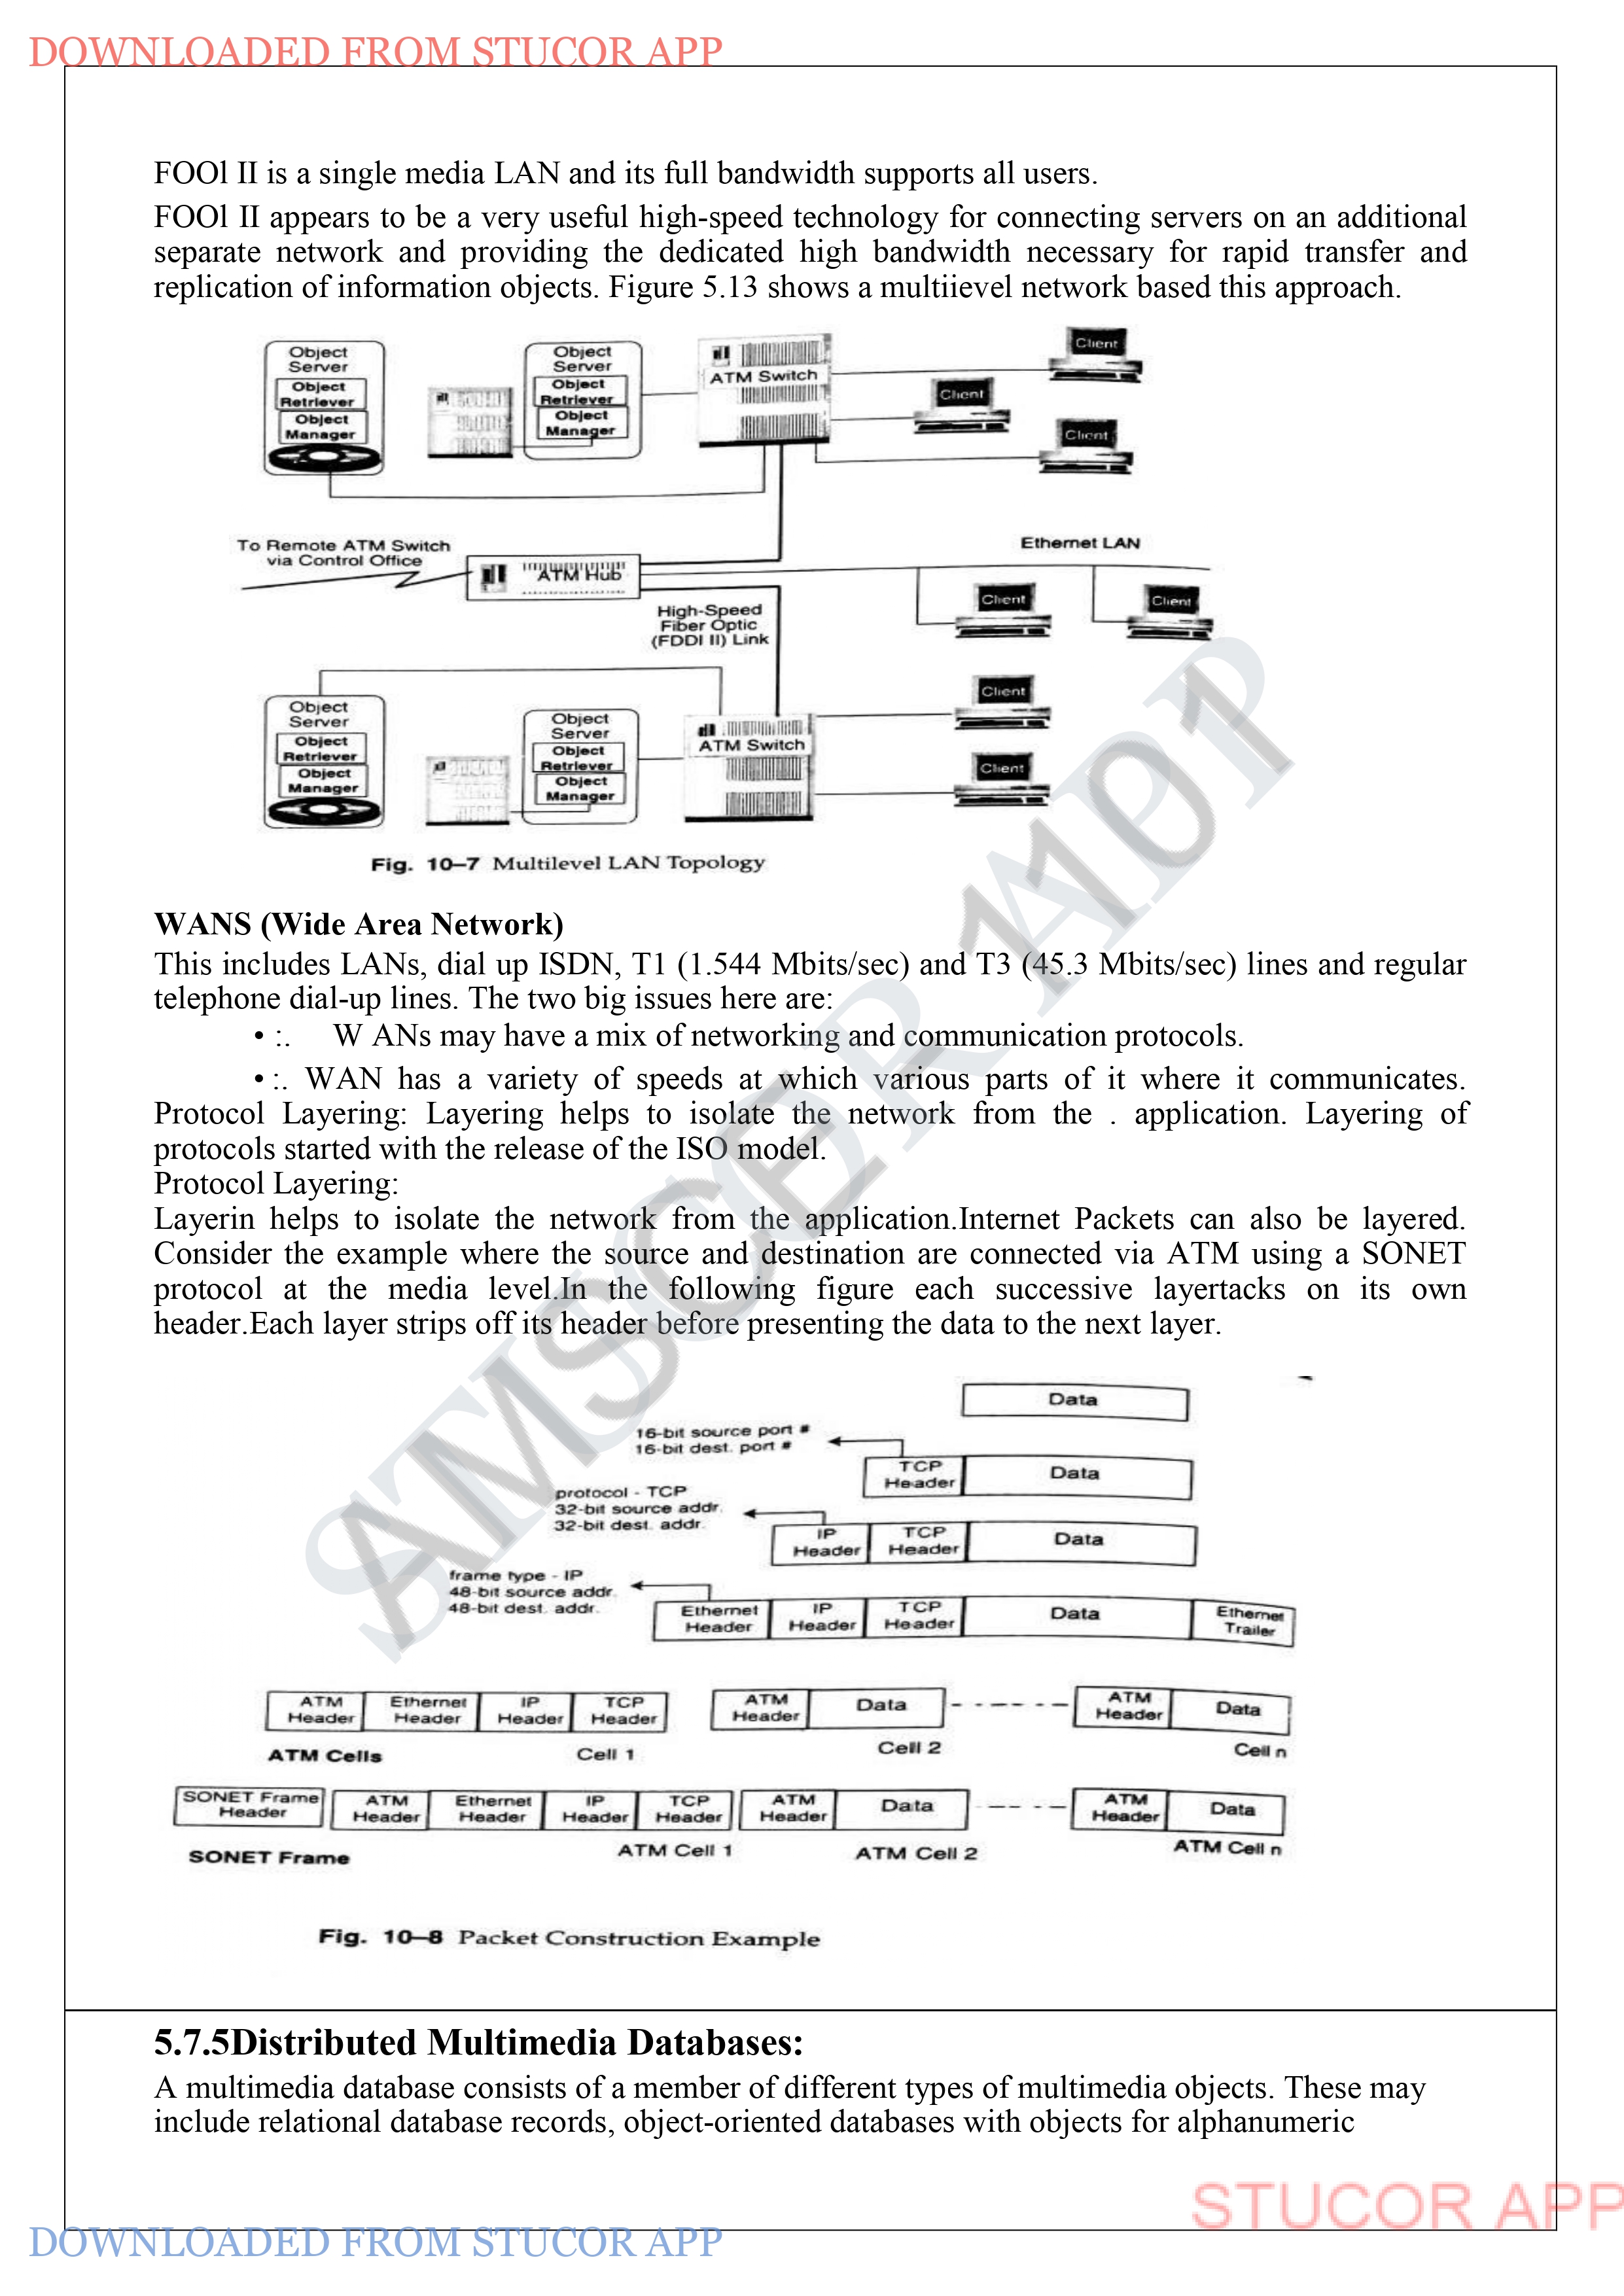 DOWNLOADED FROM STUCOR APP
FOOl II is a single media LAN and its full bandwidth supports all users.
FOOl II appears to be a very useful high-speed technology for connecting servers on an additional
separate network and providing the dedicated high bandwidth necessary for rapid transfer and
replication of information objects. Figure 5.13 shows a multiievel network based this approach.
Object
Server
Object
Retriever
Object
Manager
Object
Server
Object
Retriever
Object
Manager
ATM Switch
Client
Client
Client
To Remote ATM Switch
via Control Office
ATM Hub
Ethernet LAN
High-Speed
Fiber Optic
(FDDI II) Link
Client
Client
Object
Server
Object
Retriever
Object
Manager
Object
Server
Object
Retriever
Object
Manager
ATM Switch
Client
Client
Fig. 10–7 Multilevel LAN Topology
WANS (Wide Area Network)
This includes LANs, dial up ISDN, T1 (1.544 Mbits/sec) and T3 (45.3 Mbits/sec) lines and regular
telephone dial-up lines. The two big issues here are:
• :. W ANs may have a mix of networking and communication protocols.
• :. WAN has a variety of speeds at which various parts of it where it communicates.
Protocol Layering: Layering helps to isolate the network from the . application. Layering of
protocols started with the release of the ISO model.
Protocol Layering:
Layerin helps to isolate the network from the application.Internet Packets can also be layered.
Consider the example where the source and destination are connected via ATM using a SONET
protocol at the media level.In the following figure each successive layertacks on its own
header.Each layer strips off its header before presenting the data to the next layer.
Data
16-bit source port #
16-bit dest. port #
TCP Header Data
protocol - TCP
32-bit source addr.
32-bit dest. addr.
IP Header TCP Header Data
frame type - IP
48-bit source addr.
48-bit dest. addr.
Ethernet Header IP Header TCP Header Data Ethernet Trailer
ATM Header Ethernet Header IP Header TCP Header ATM Header Data ATM Header Data
ATM Cells Cell 1 Cell 2 Cell n
SONET Frame Header ATM Header Ethernet Header IP Header TCP Header ATM Header Data ATM Header Data
SONET Frame ATM Cell 1 ATM Cell 2 ATM Cell n
Fig. 10–8 Packet Construction Example
5.7.5Distributed Multimedia Databases:
A multimedia database consists of a member of different types of multimedia objects. These may
include relational database records, object-oriented databases with objects for alphanumeric
STUCOR APP
AMSCE 1101
STUCOR APP
DOWNLOADED FROM STUCOR APP